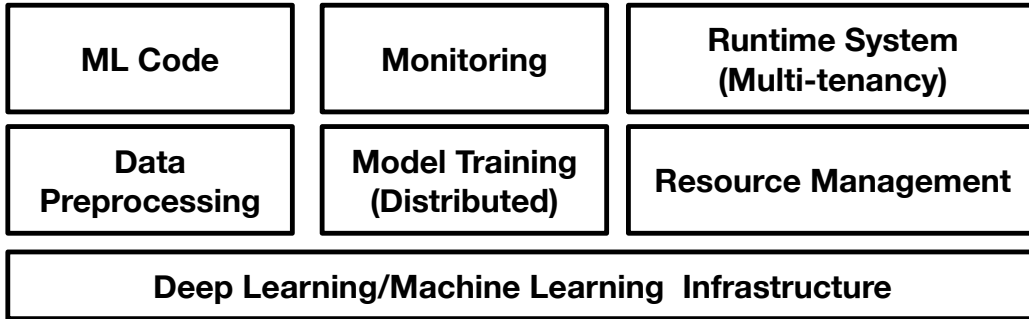 ML Code
Monitoring
Runtime System
(Multi-tenancy)
Data
Preprocessing
Model Training
(Distributed)
Resource Management
Deep Learning/Machine Learning Infrastructure